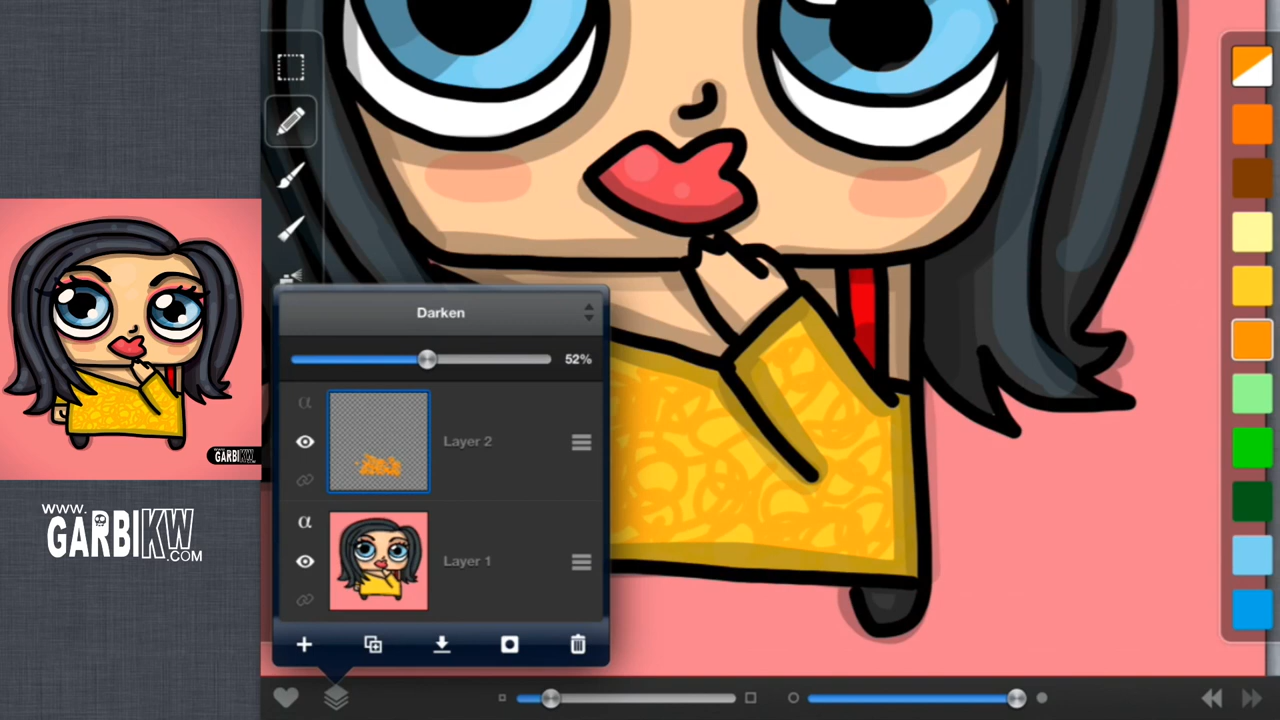 Darken
52%
α
Layer 2
α
Layer 1
GARBIKW
www.
GARBIKW
.com